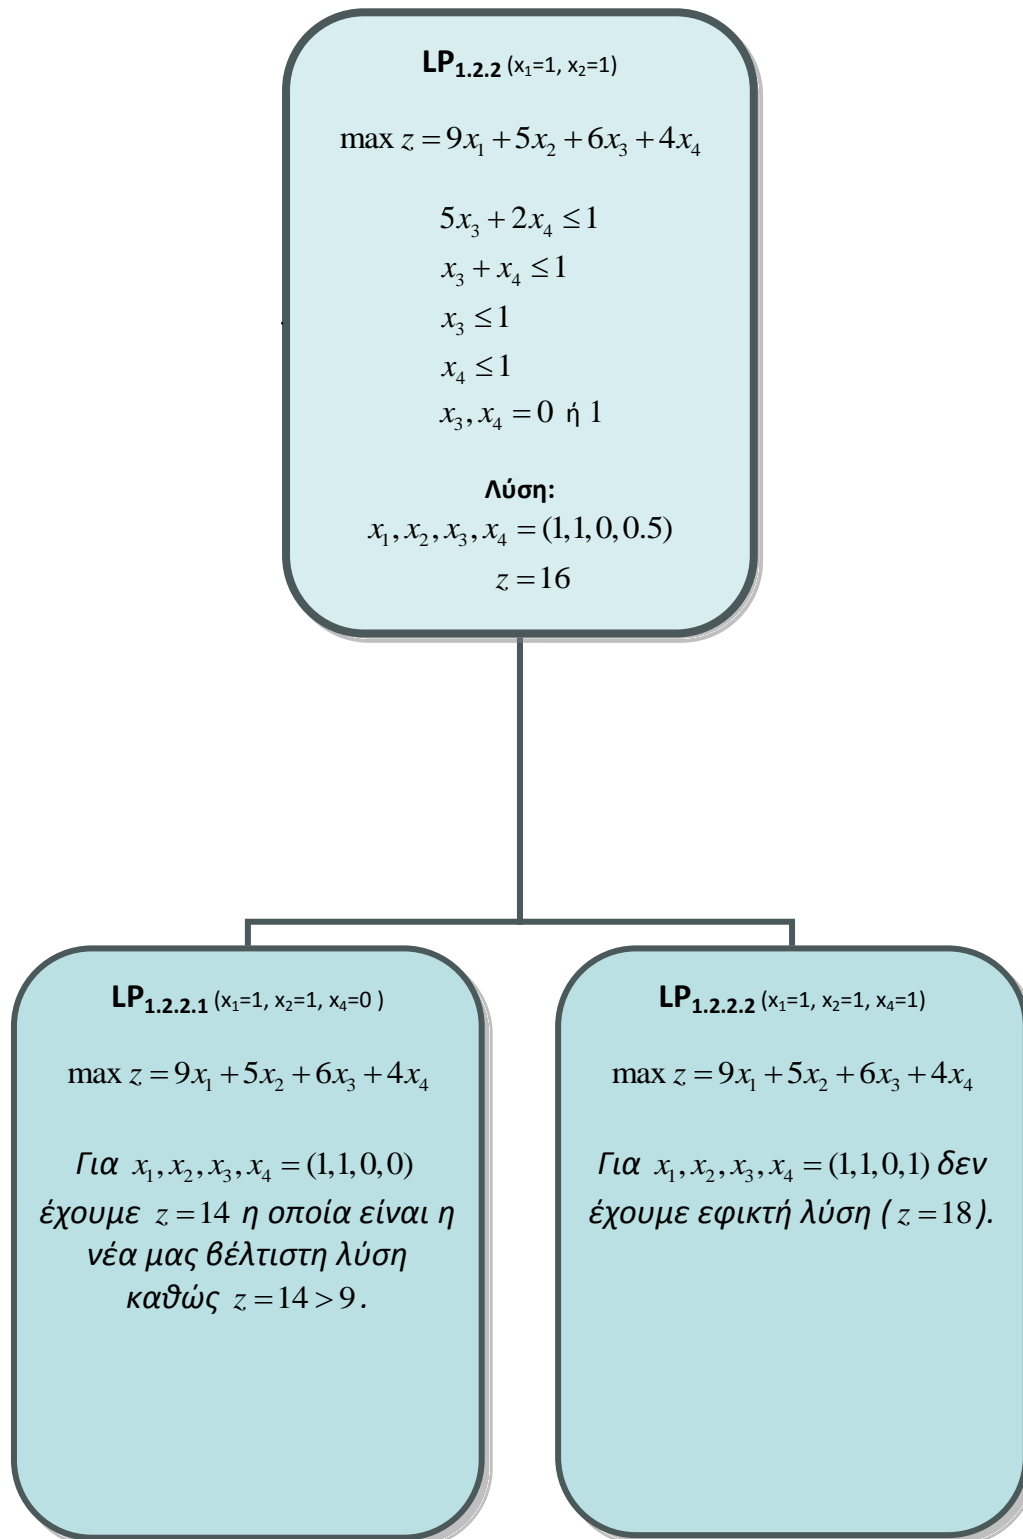 LP₁.₂.₂ (x₁=1, x₂=1)
max z = 9x₁ + 5x₂ + 6x₃ + 4x₄
5x₃ + 2x₄ ≤ 1
x₃ + x₄ ≤ 1
x₃ ≤ 1
x₄ ≤ 1
x₃, x₄ = 0 ή 1
Λύση:
x₁, x₂, x₃, x₄ = (1,1,0,0.5)
z = 16
LP₁.₂.₂.₁ (x₁=1, x₂=1, x₄=0 )
max z = 9x₁ + 5x₂ + 6x₃ + 4x₄
Για x₁, x₂, x₃, x₄ = (1,1,0,0)
έχουμε z = 14 η οποία είναι η
νέα μας βέλτιστη λύση
καθώς z = 14 > 9 .
LP₁.₂.₂.₂ (x₁=1, x₂=1, x₄=1)
max z = 9x₁ + 5x₂ + 6x₃ + 4x₄
Για x₁, x₂, x₃, x₄ = (1,1,0,1) δεν
έχουμε εφικτή λύση ( z = 18 ).